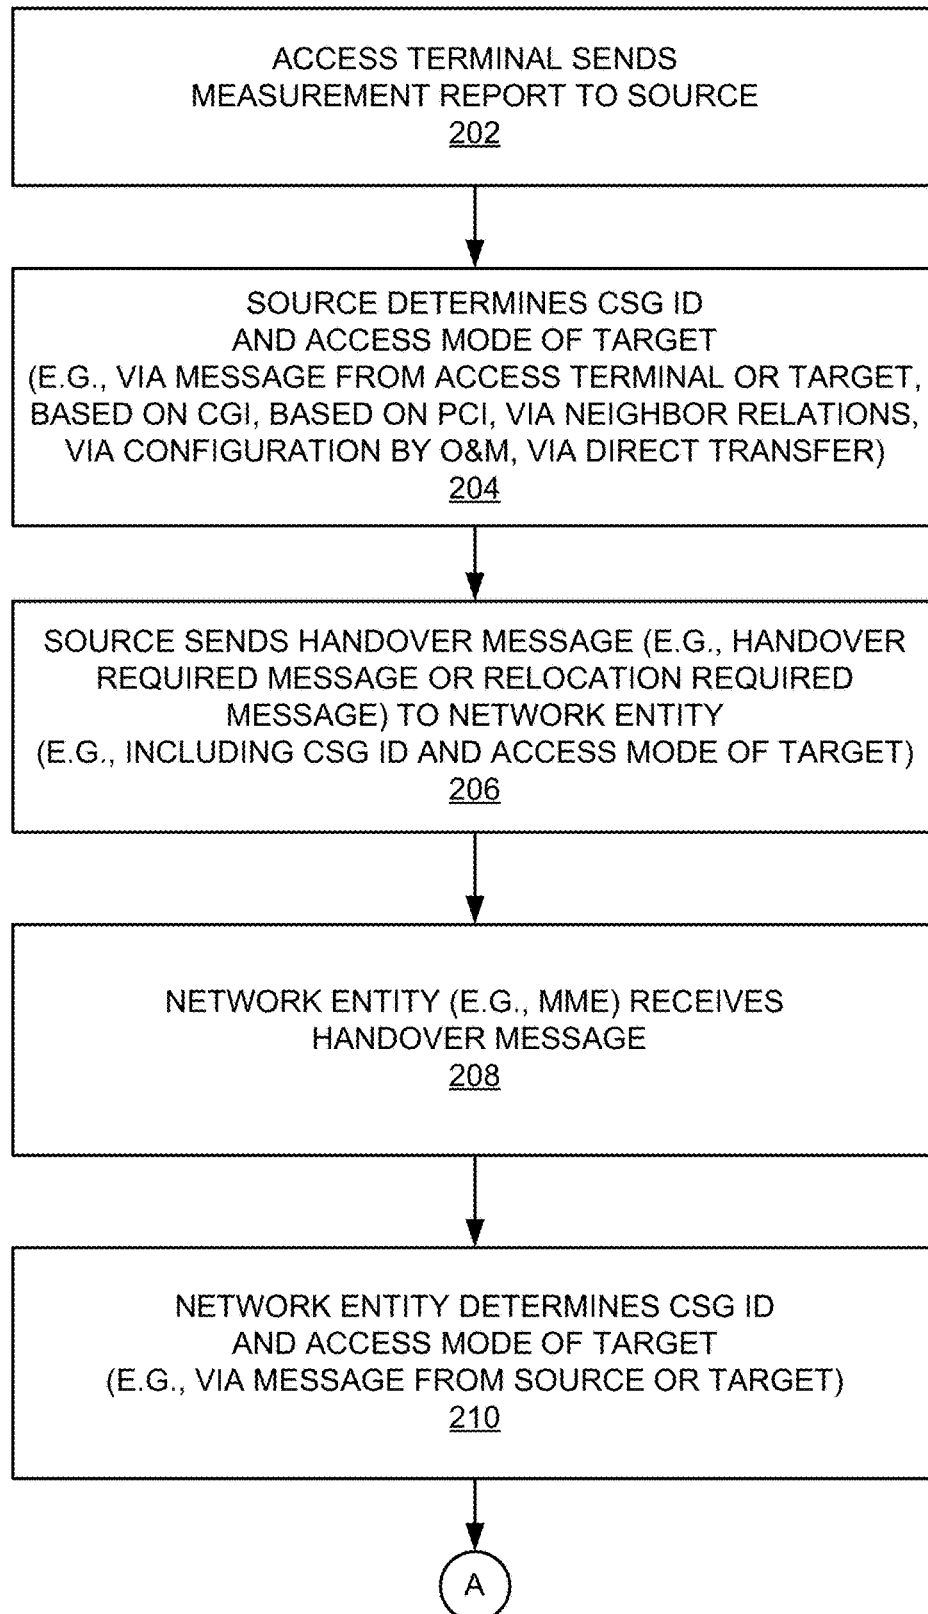 ACCESS TERMINAL SENDS
MEASUREMENT REPORT TO SOURCE
202
SOURCE DETERMINES CSG ID
AND ACCESS MODE OF TARGET
(E.G., VIA MESSAGE FROM ACCESS TERMINAL OR TARGET,
BASED ON CGI, BASED ON PCI, VIA NEIGHBOR RELATIONS,
VIA CONFIGURATION BY O&M, VIA DIRECT TRANSFER)
204
SOURCE SENDS HANDOVER MESSAGE (E.G., HANDOVER
REQUIRED MESSAGE OR RELOCATION REQUIRED
MESSAGE) TO NETWORK ENTITY
(E.G., INCLUDING CSG ID AND ACCESS MODE OF TARGET)
206
NETWORK ENTITY (E.G., MME) RECEIVES
HANDOVER MESSAGE
208
NETWORK ENTITY DETERMINES CSG ID
AND ACCESS MODE OF TARGET
(E.G., VIA MESSAGE FROM SOURCE OR TARGET)
210
A